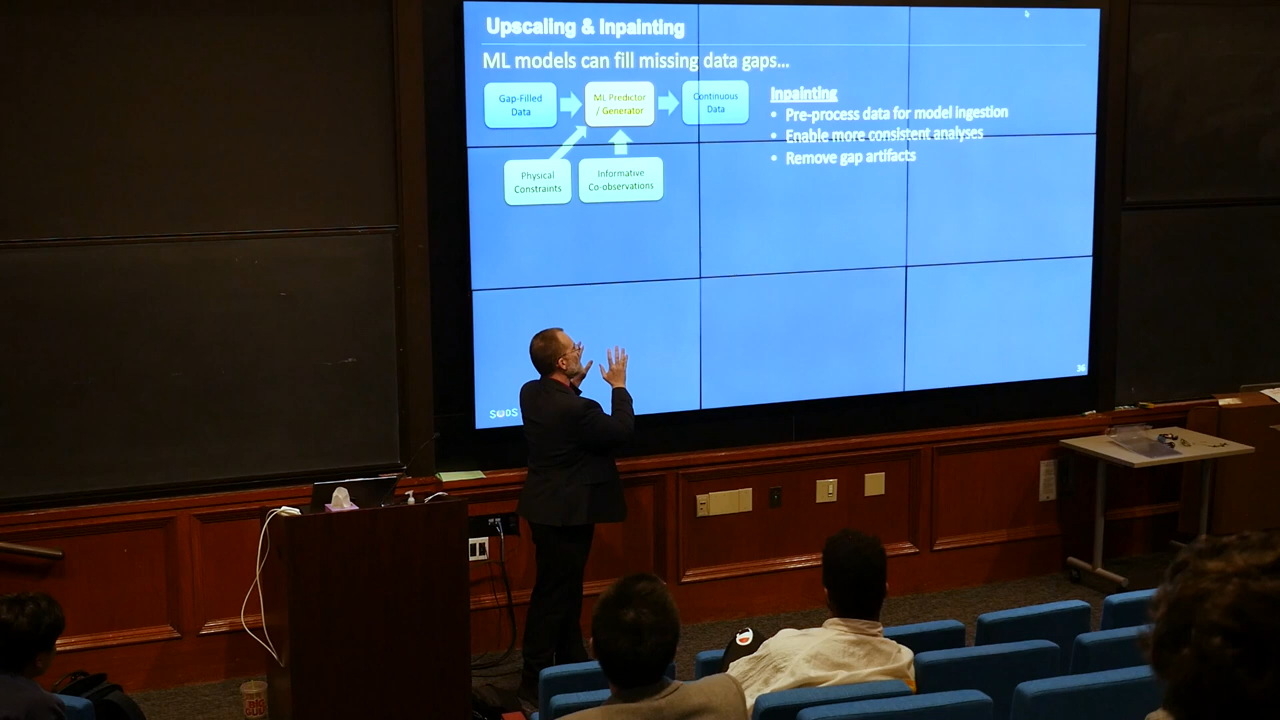 Upscaling & Inpainting
ML models can fill missing data gaps...
Gap-Filled
Data
ML Predictor
/ Generator
Continuous
Data
Physical
Constraints
Informative
Co-observations
Inpainting
• Pre-process data for model ingestion
• Enable more consistent analyses
• Remove gap artifacts
36